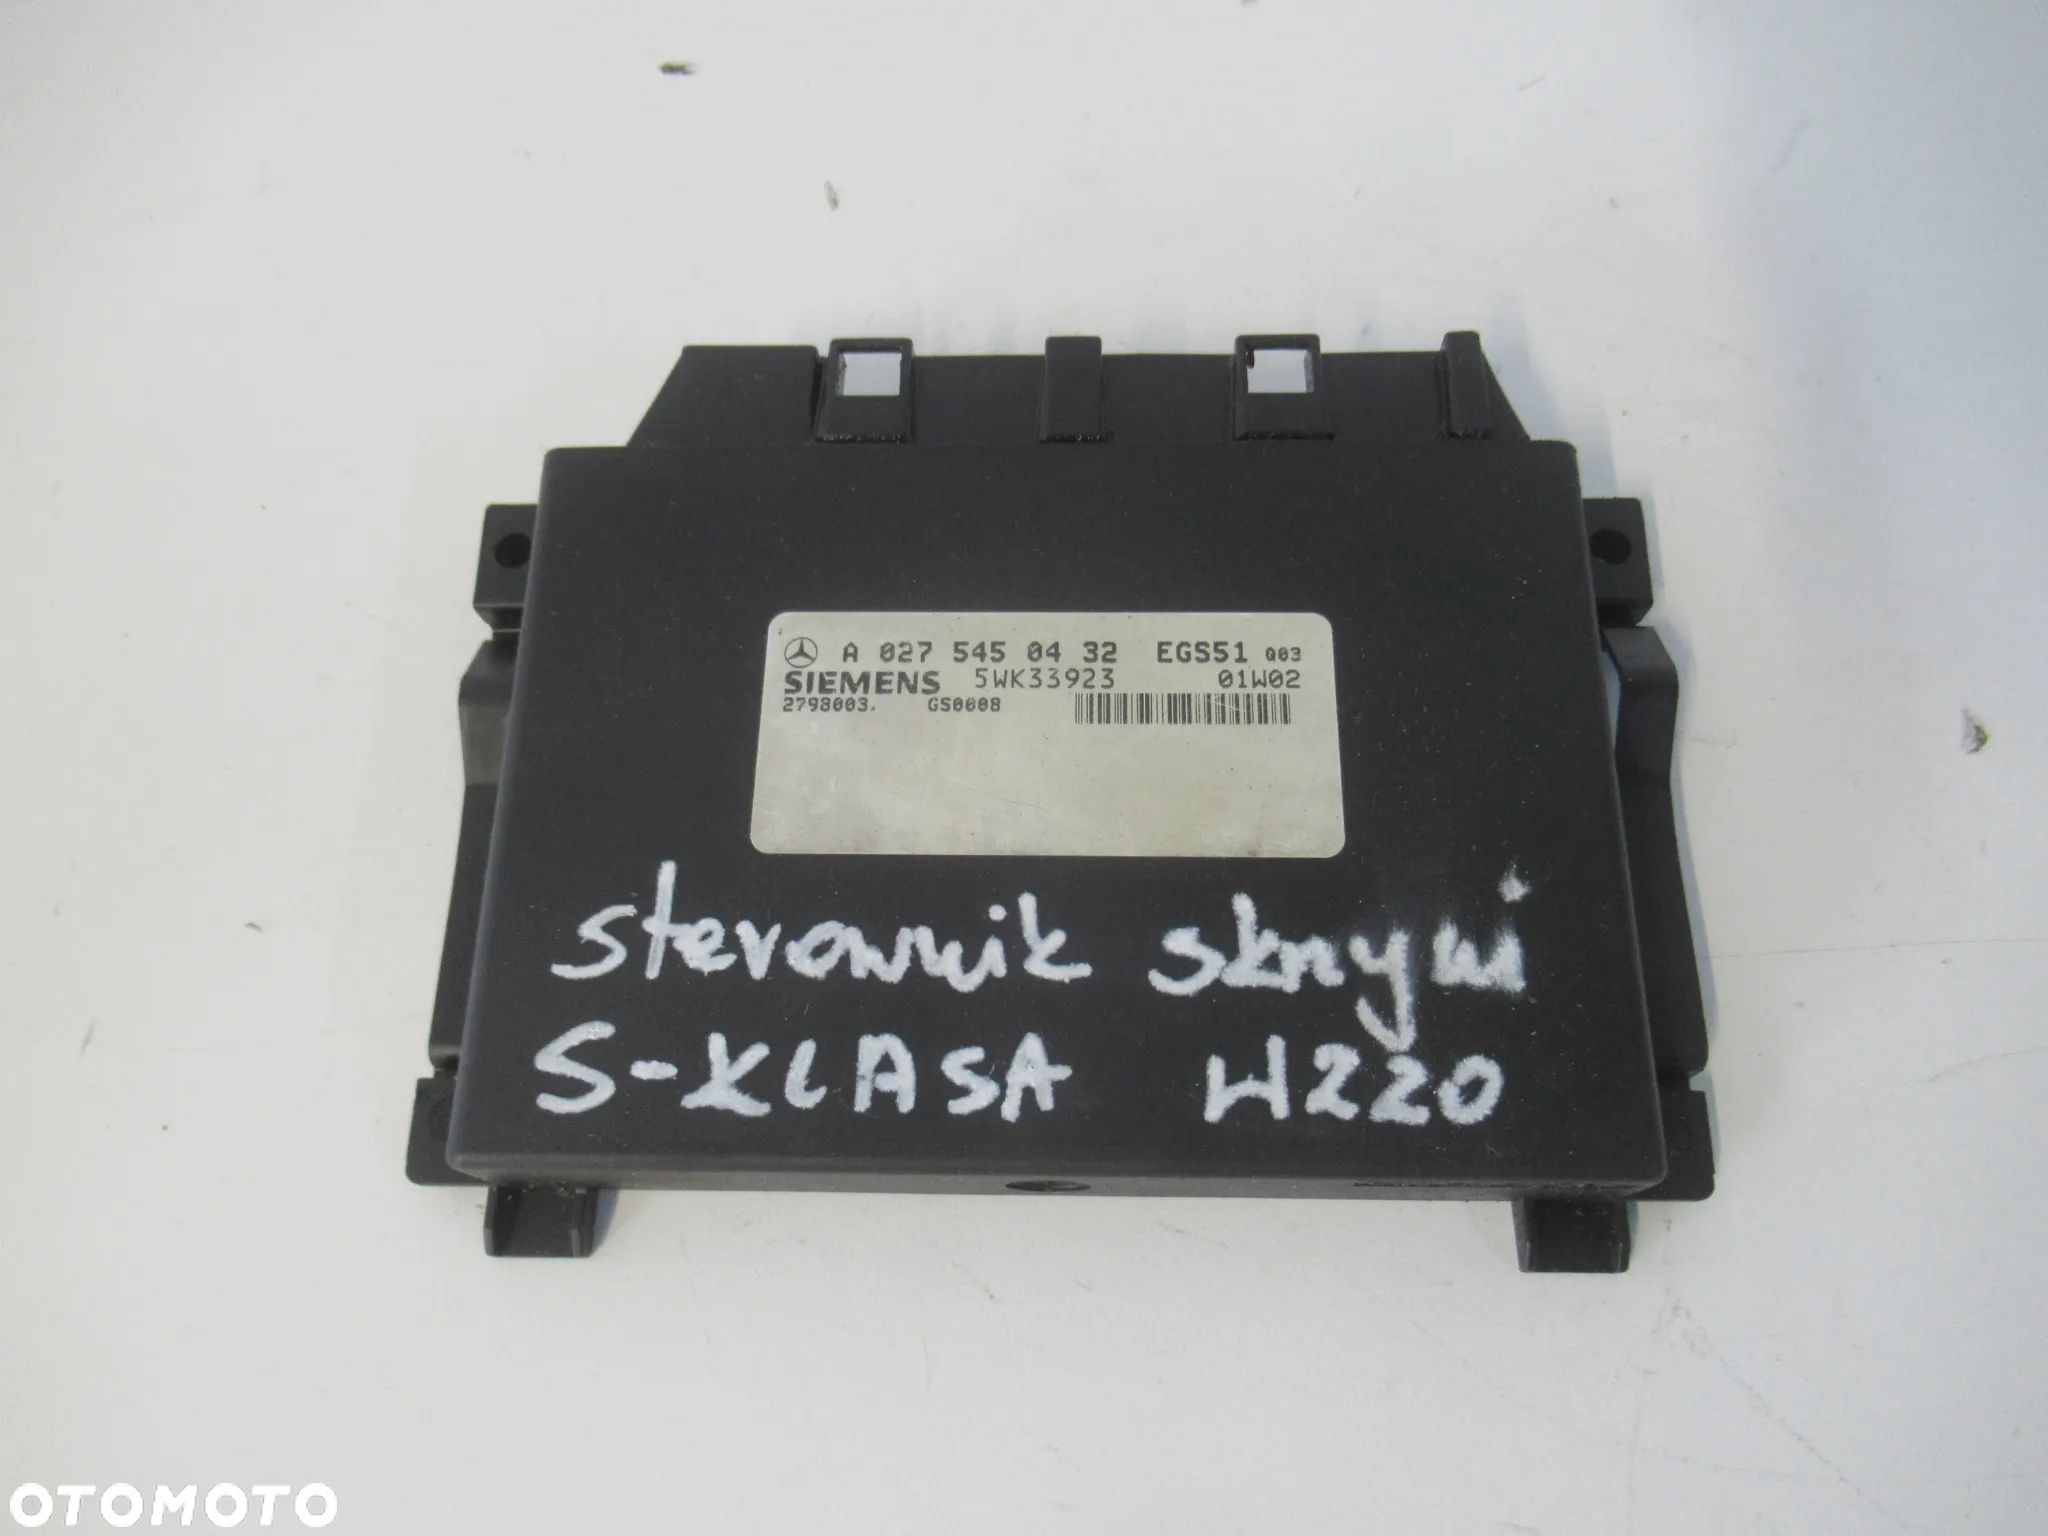 A 027 545 04 32 EGS51 Q03
SIEMENS 5WK33923 01W02
2798003. GS0008
sterownik skrzyni
S-KLASA W220
OTOMOTO